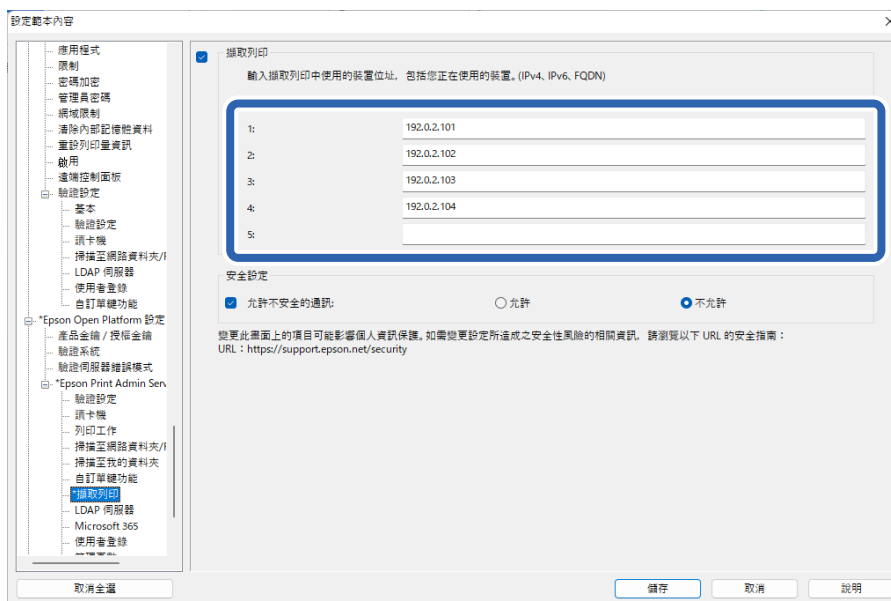 設定範本內容
應用程式
限制
密碼加密
管理員密碼
網域限制
清除內部記憶體資料
重設列印量資訊
啟用
遠端控制面板
驗證設定
基本
驗證設定
讀卡機
掃描至網路資料夾/F
LDAP 伺服器
使用者登錄
自訂單鍵功能
*Epson Open Platform 設定
產品金鑰 / 授權金鑰
驗證系統
驗證伺服器錯誤模式
*Epson Print Admin Serv
驗證設定
讀卡機
列印工作
掃描至網路資料夾/F
掃描至我的資料夾
自訂單鍵功能
*擷取列印
LDAP 伺服器
Microsoft 365
使用者登錄
擷取列印
輸入擷取列印中使用的裝置位址，包括您正在使用的裝置。(IPv4、IPv6、FQDN)
1: 192.0.2.101
2: 192.0.2.102
3: 192.0.2.103
4: 192.0.2.104
5:
安全設定
允許不安全的通訊: 允許 不允許
變更此畫面上的項目可能影響個人資訊保護。如需變更設定所造成之安全性風險的相關資訊，請瀏覽以下 URL 的安全指南：
URL：https://support.epson.net/security
取消全選 儲存 取消 說明